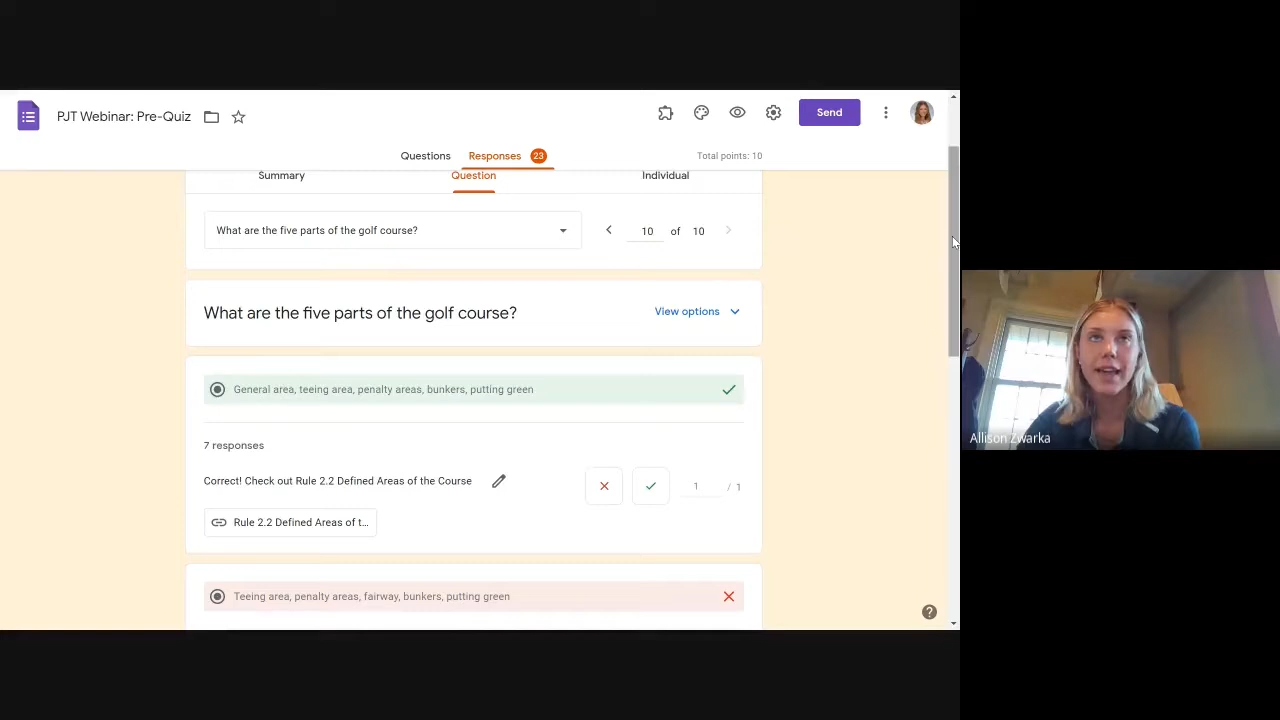 PJT Webinar: Pre-Quiz
Send
Questions
Responses 23
Total points: 10
Summary
Question
Individual
What are the five parts of the golf course?
10 of 10
What are the five parts of the golf course?
View options
General area, teeing area, penalty areas, bunkers, putting green
7 responses
Correct! Check out Rule 2.2 Defined Areas of the Course
1 / 1
Rule 2.2 Defined Areas of t...
Teeing area, penalty areas, fairway, bunkers, putting green
Allison Zwarka